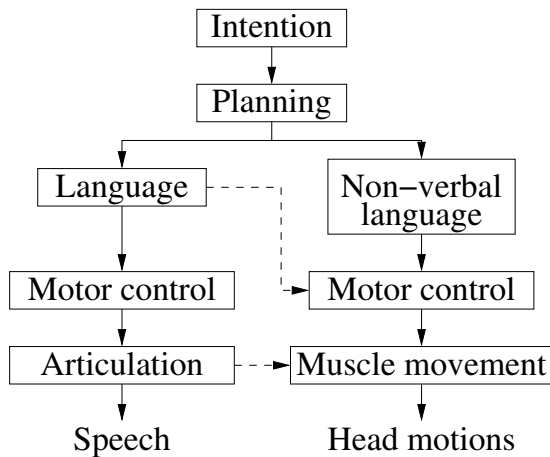 Intention
Planning
Language
Non−verbal
language
Motor control
Motor control
Articulation
Muscle movement
Speech
Head motions